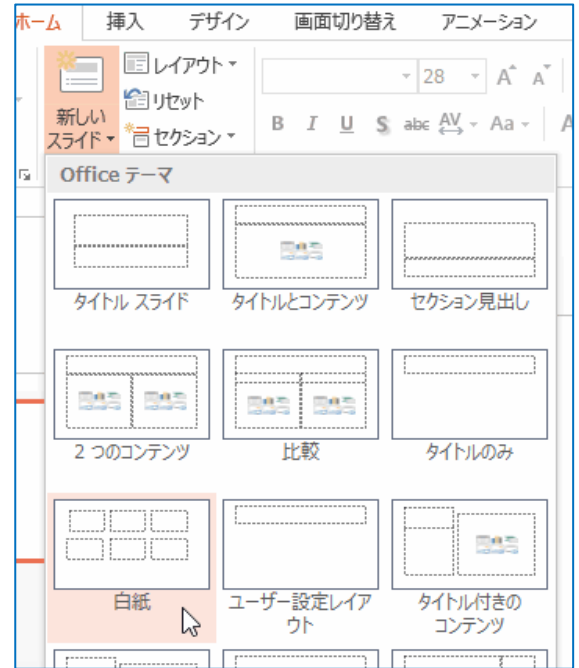 ホーム 挿入 デザイン 画面切り替え アニメーション
レイアウト
28 A A
リセット
新しい
スライド
セクション
B I U S abc AV Aa A
Office テーマ
タイトル スライド タイトルとコンテンツ セクション見出し
2 つのコンテンツ 比較 タイトルのみ
白紙 ユーザー設定レイア
ウト タイトル付きの
コンテンツ